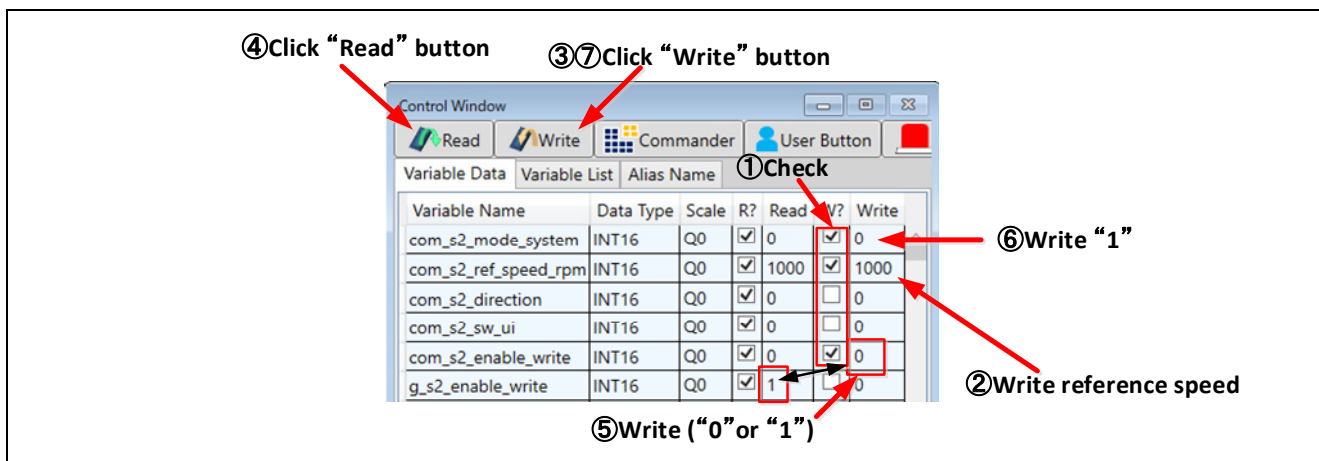 ④Click “Read” button
③⑦Click “Write” button
Control Window
Read Write Commander User Button
Variable Data Variable List Alias Name
①Check
Variable Name Data Type Scale R? Read W? Write
com_s2_mode_system INT16 Q0 0 0
⑥Write “1”
com_s2_ref_speed_rpm INT16 Q0 1000 1000
com_s2_direction INT16 Q0 0 0
com_s2_sw_ui INT16 Q0 0 0
com_s2_enable_write INT16 Q0 0 0
g_s2_enable_write INT16 Q0 1 0
②Write reference speed
⑤Write (“0”or “1”)